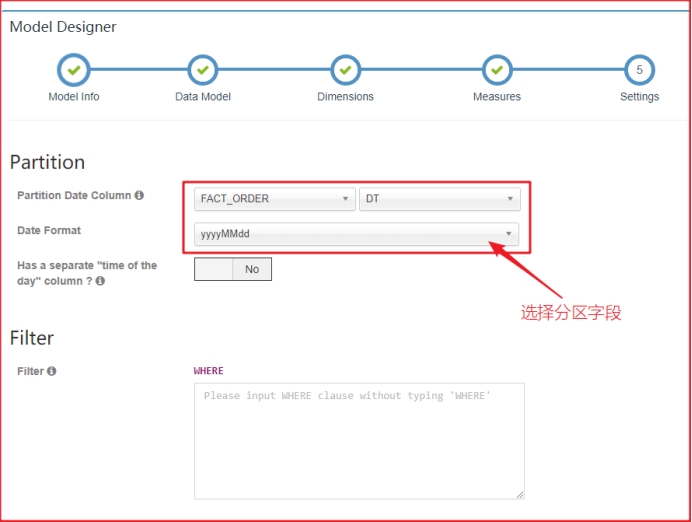 Model Designer
5
Model Info
Data Model
Dimensions
Measures
Settings
Partition
Partition Date Column
FACT_ORDER
DT
Date Format
yyyyMMdd
Has a separate "time of the
day" column ?
No
选择分区字段
Filter
Filter
WHERE
Please input WHERE clause without typing 'WHERE'